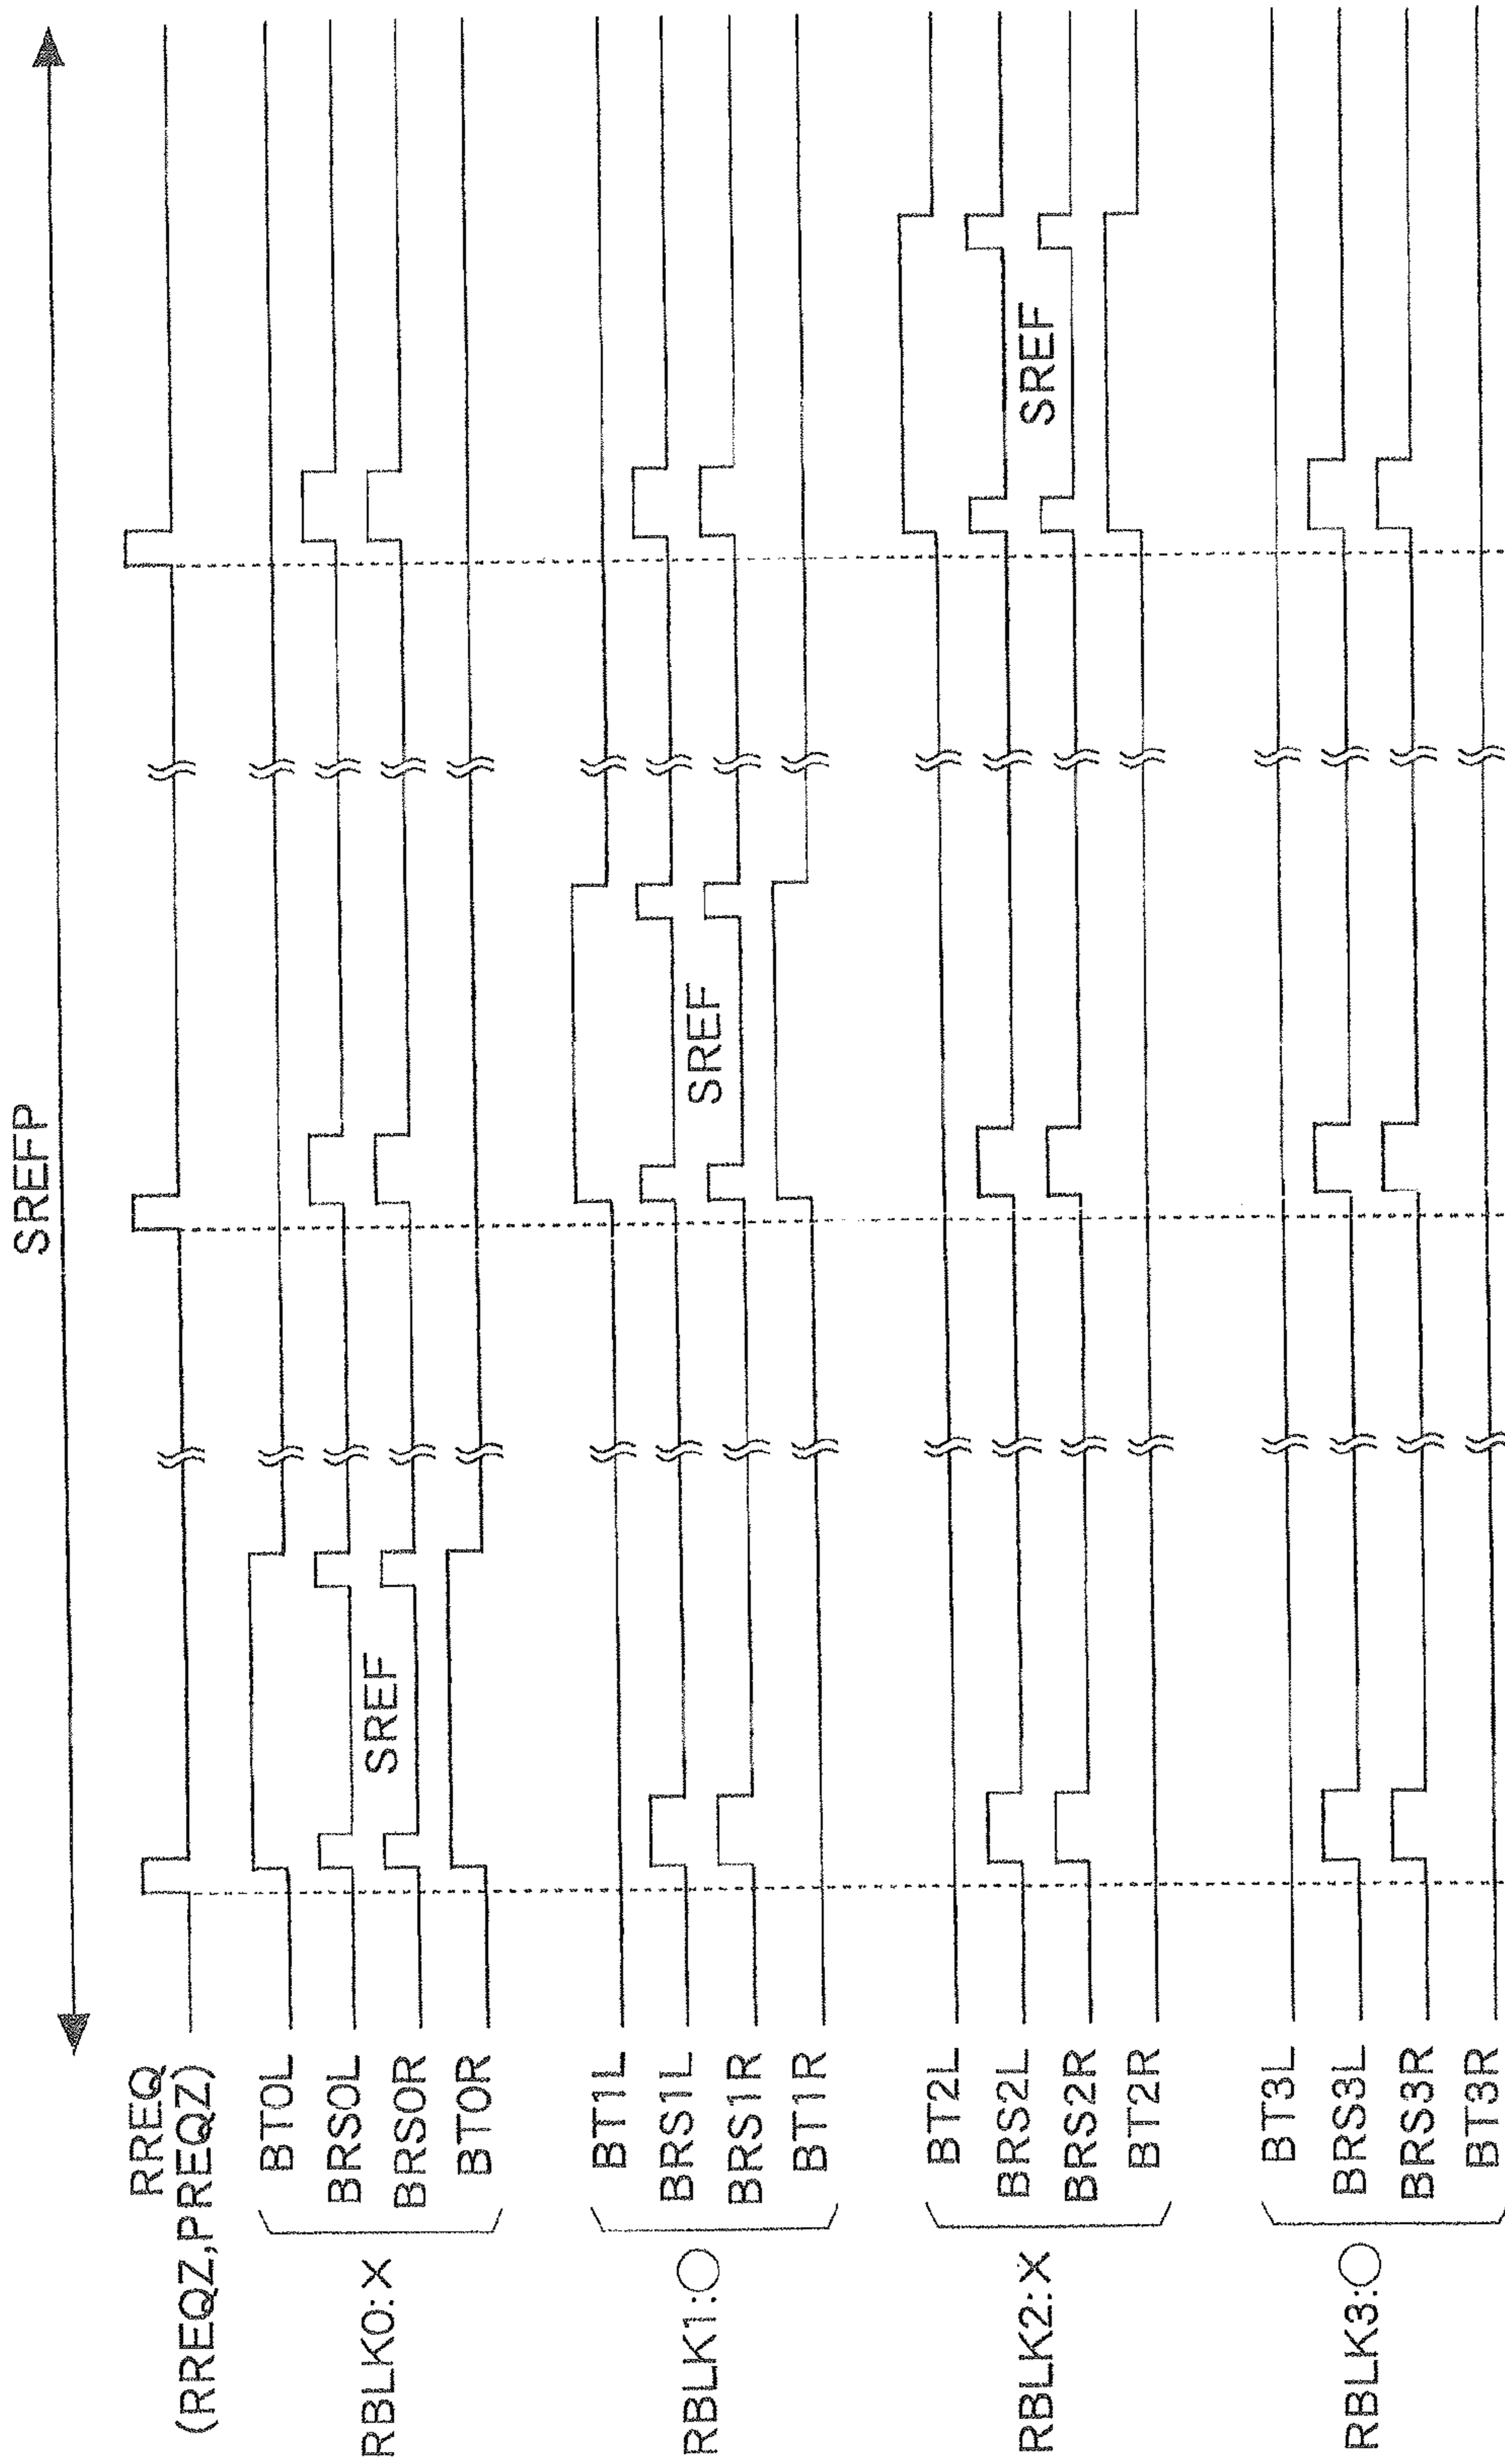 SREFP
RREQ
(RREQZ,PREQZ)
RBLK0:X
BT0L
BRS0L
SREF
BRS0R
BT0R
RBLK1:○
BT1L
BRS1L
SREF
BRS1R
BT1R
RBLK2:X
BT2L
BRS2L
SREF
BRS2R
BT2R
RBLK3:○
BT3L
BRS3L
BRS3R
BT3R